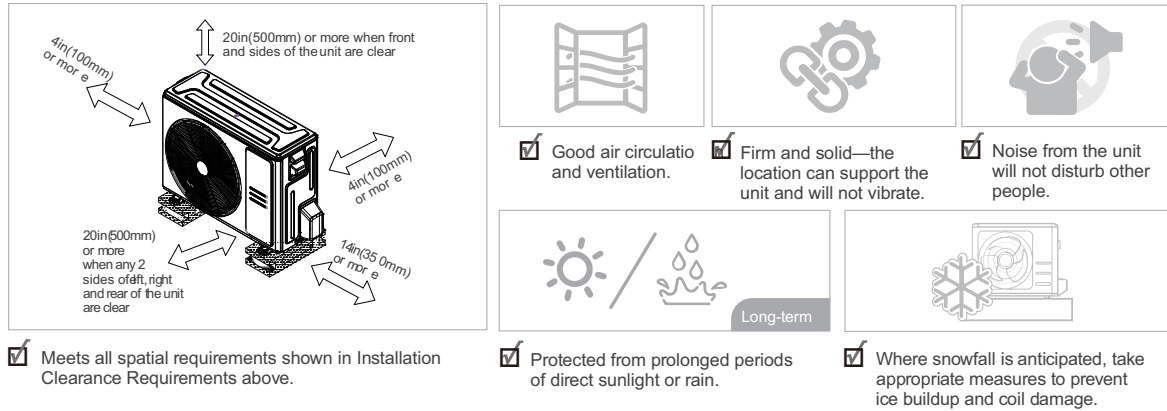 20in(500mm) or more when front
and sides of the unit are clear
4in(100mm)
or mor e
4in(100mm)
or mor e
20in(500mm)
or more
when any 2
sides of left, right
and rear of the unit
are clear
14in(35 0mm)
or mor e
Meets all spatial requirements shown in Installation
Clearance Requirements above.
Good air circulatio
and ventilation.
Firm and solid—the
location can support the
unit and will not vibrate.
Noise from the unit
will not disturb other
people.
Long-term
Protected from prolonged periods
of direct sunlight or rain.
Where snowfall is anticipated, take
appropriate measures to prevent
ice buildup and coil damage.